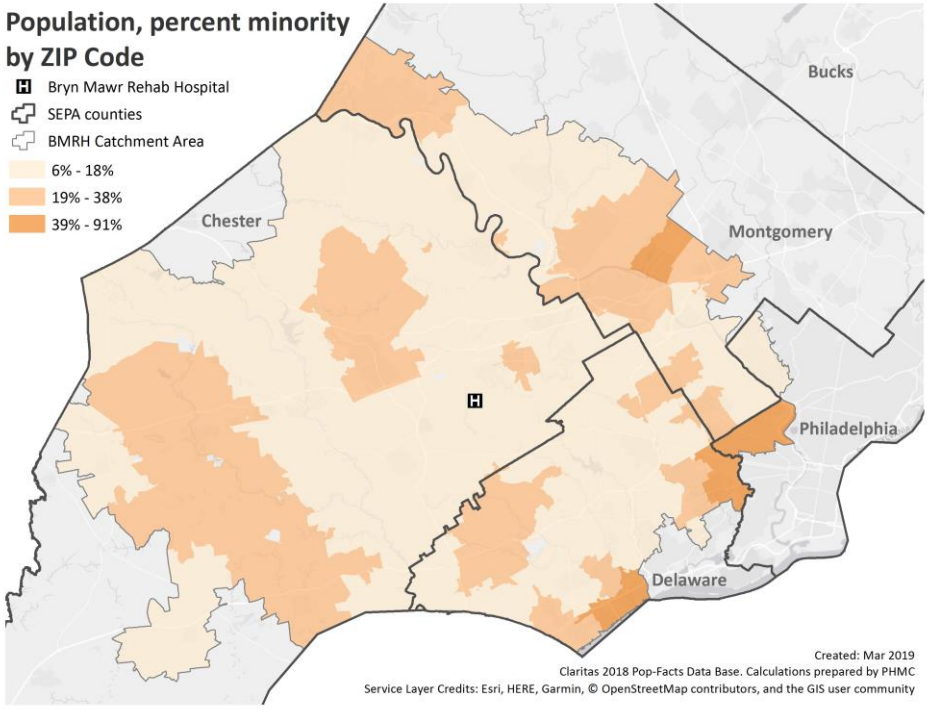 Population, percent minority
by ZIP Code
H Bryn Mawr Rehab Hospital
SEPA counties
BMRH Catchment Area
6% - 18%
19% - 38%
39% - 91%
Bucks
Chester
Montgomery
H
Philadelphia
Delaware
Created: Mar 2019
Claritas 2018 Pop-Facts Data Base. Calculations prepared by PHMC
Service Layer Credits: Esri, HERE, Garmin, © OpenStreetMap contributors, and the GIS user community